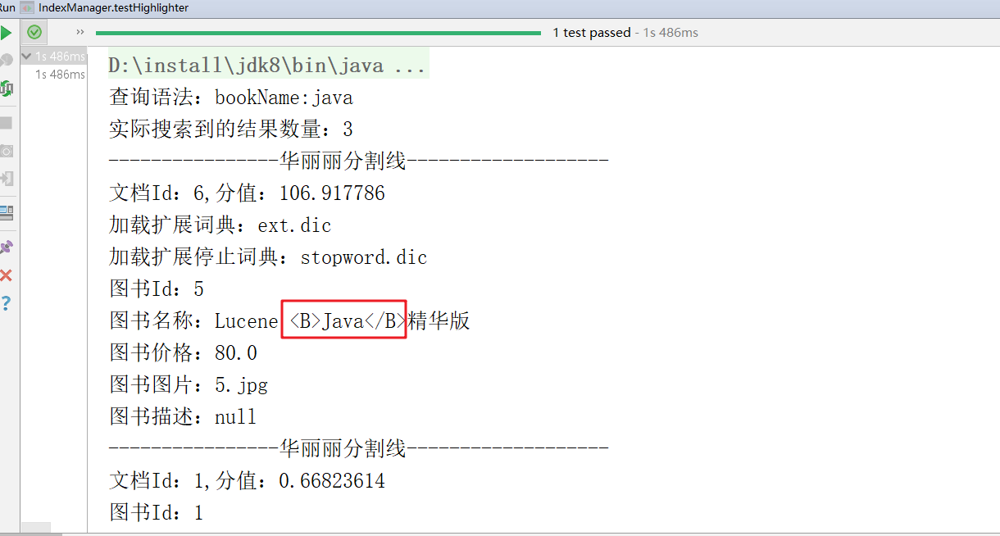 Run IndexManager.testHighlighter
1 test passed - 1s 486ms
1s 486ms
1s 486ms
D:\install\jdk8\bin\java ...
查询语法：bookName:java
实际搜索到的结果数量：3
----------------华丽丽分割线-------------------
文档Id：6,分值：106.917786
加载扩展词典：ext.dic
加载扩展停止词典：stopword.dic
图书Id：5
图书名称：Lucene <B>Java</B>精华版
图书价格：80.0
图书图片：5.jpg
图书描述：null
----------------华丽丽分割线-------------------
文档Id：1,分值：0.66823614
图书Id：1